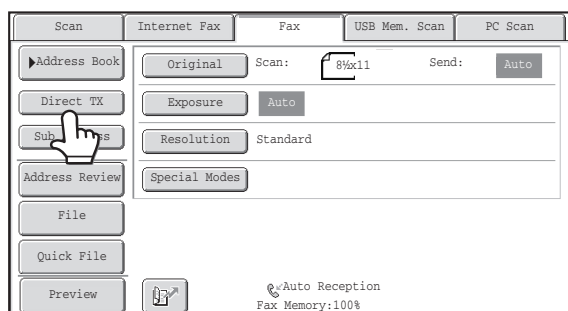 Scan Internet Fax Fax USB Mem. Scan PC Scan
Address Book
Original Scan: 8½x11 Send: Auto
Direct TX
Exposure Auto
Sub
Resolution Standard
Address Review
Special Modes
File
Quick File
Preview
Auto Reception
Fax Memory:100%